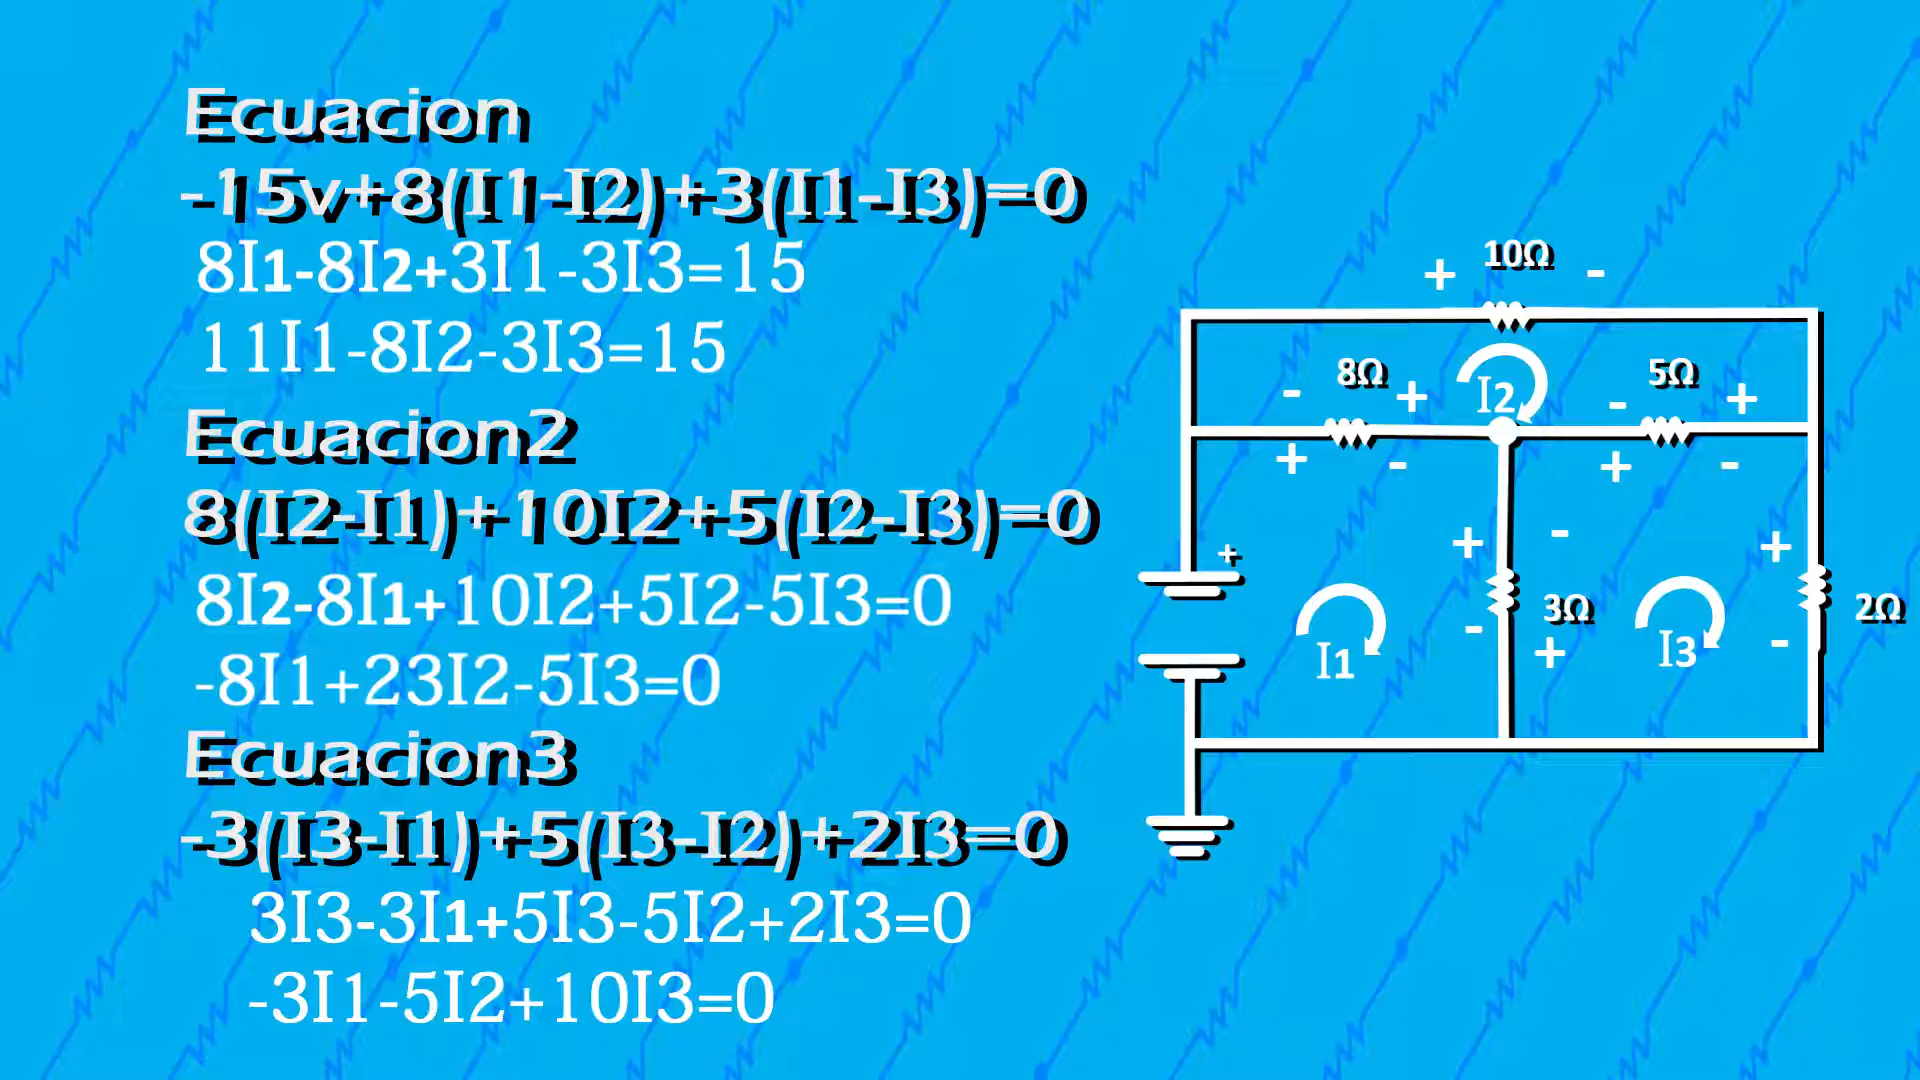 Ecuacion
-15v+8(I1-I2)+3(I1-I3)=0
8I1-8I2+3I1-3I3=15
11I1-8I2-3I3=15
Ecuacion2
8(I2-I1)+10I2+5(I2-I3)=0
8I2-8I1+10I2+5I2-5I3=0
-8I1+23I2-5I3=0
Ecuacion3
-3(I3-I1)+5(I3-I2)+2I3=0
3I3-3I1+5I3-5I2+2I3=0
-3I1-5I2+10I3=0
+ 10Ω -
- 8Ω + I2 - 5Ω +
+ - + -
+ + - +
I1 - 3Ω + I3 - 2Ω